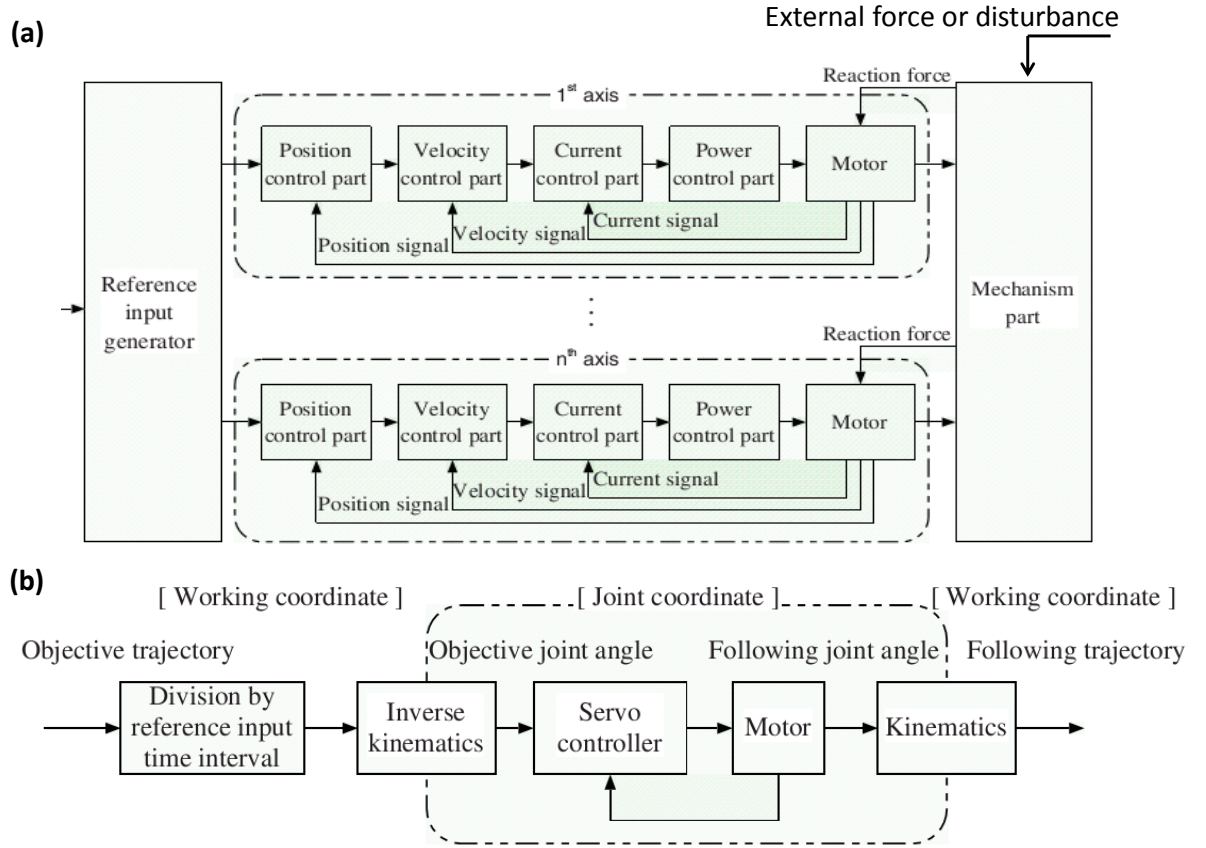 (a)
External force or disturbance
Reaction force
1st axis
Position
control part
Velocity
control part
Current
control part
Power
control part
Motor
Current signal
Velocity signal
Position signal
Reference
input
generator
Mechanism
part
⋮
Reaction force
nth axis
Position
control part
Velocity
control part
Current
control part
Power
control part
Motor
Current signal
Velocity signal
Position signal
(b)
[ Working coordinate ]
[ Joint coordinate ]
[ Working coordinate ]
Objective trajectory
Objective joint angle
Following joint angle
Following trajectory
Division by
reference input
time interval
Inverse
kinematics
Servo
controller
Motor
Kinematics